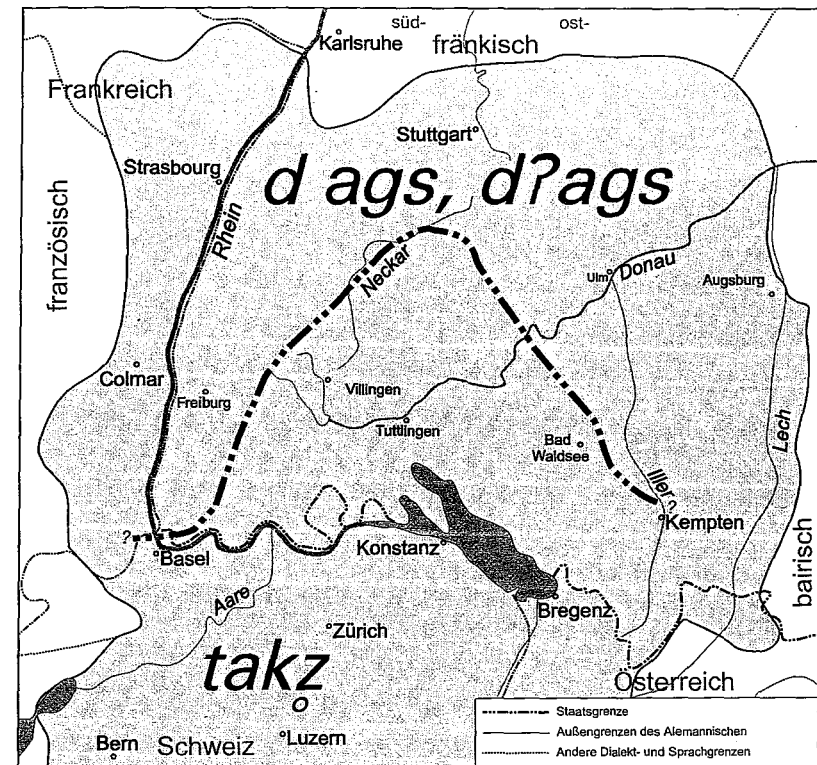 süd- ost-
fränkisch
Karlsruhe
Frankreich
Stuttgart
Strasbourg
d ags, d?ags
Rhein
französisch
Neckar
Ulm
Donau
Augsburg
Colmar
Freiburg
Villingen
Tuttlingen
Bad
Waldsee
Lech
Iller
?
Kempten
?
Basel
Konstanz
bairisch
Aare
Bregenz
Zürich
takz
Österreich
Bern
Schweiz
Luzern
Staatsgrenze
Außengrenzen des Alemannischen
Andere Dialekt- und Sprachgrenzen